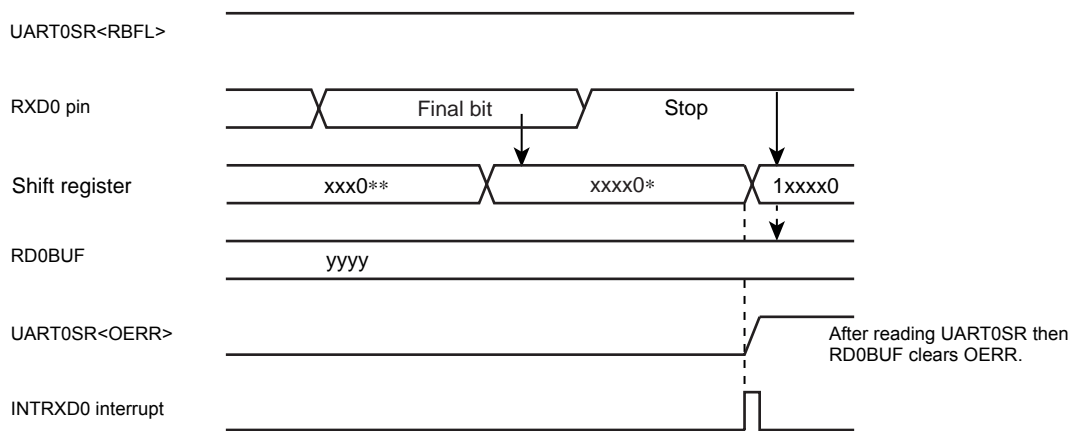 UART0SR<RBFL>
RXD0 pin
Final bit
Stop
Shift register
xxx0**
xxxx0*
1xxxx0
RD0BUF
yyyy
UART0SR<OERR>
After reading UART0SR then
RD0BUF clears OERR.
INTRXD0 interrupt